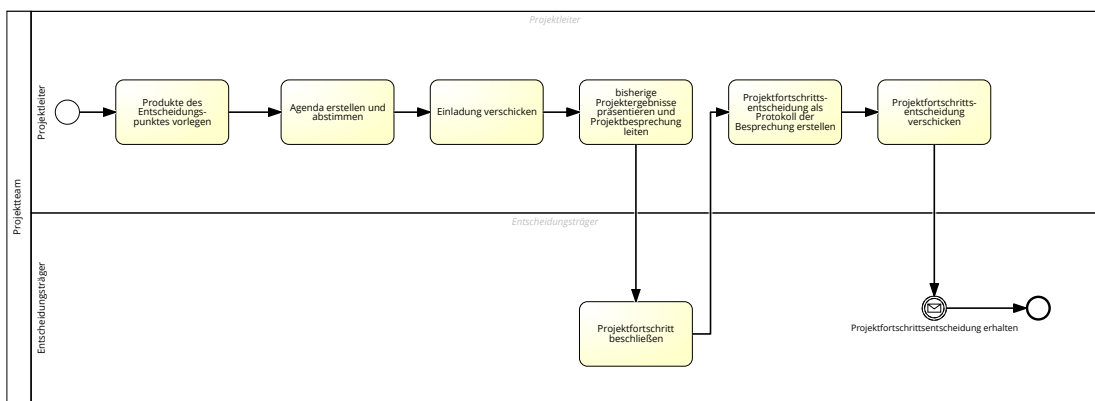 Projektteam
Projektleiter
Projektleiter
Produkte des
Entscheidungs-
punktes vorlegen
Agenda erstellen und
abstimmen
Einladung verschicken
bisherige
Projektergebnisse
präsentieren und
Projektbesprechung
leiten
Projektfortschritts-
entscheidung als
Protokoll der
Besprechung erstellen
Projektfortschritts-
entscheidung
verschicken
Entscheidungsträger
Entscheidungsträger
Projektfortschritt
beschließen
Projektfortschrittsentscheidung erhalten